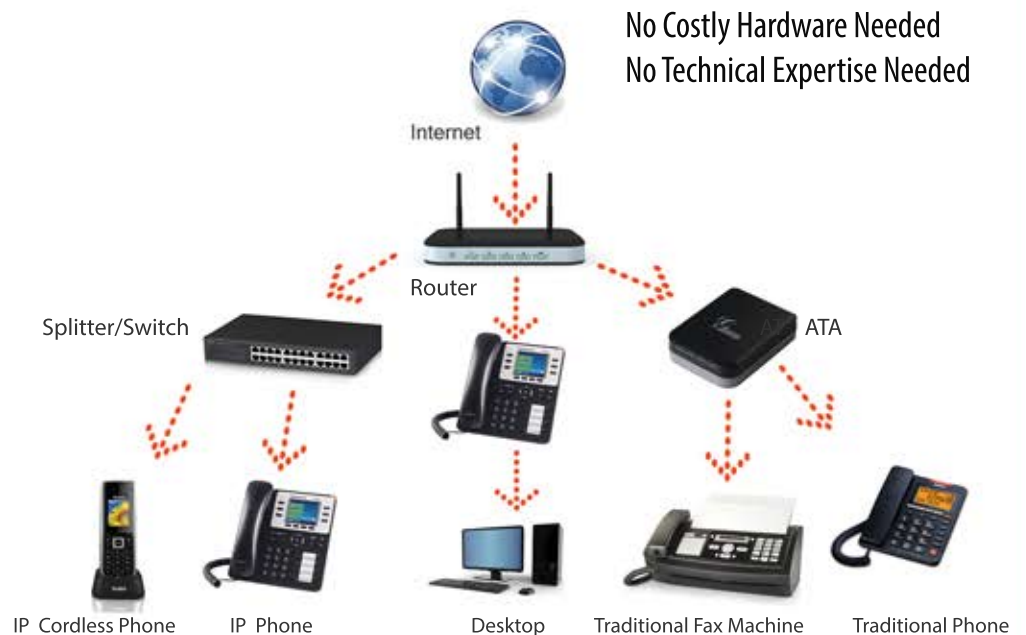 No Costly Hardware Needed
No Technical Expertise Needed
Internet
Router
Splitter/Switch
ATA
IP Cordless Phone
IP Phone
Desktop
Traditional Fax Machine
Traditional Phone